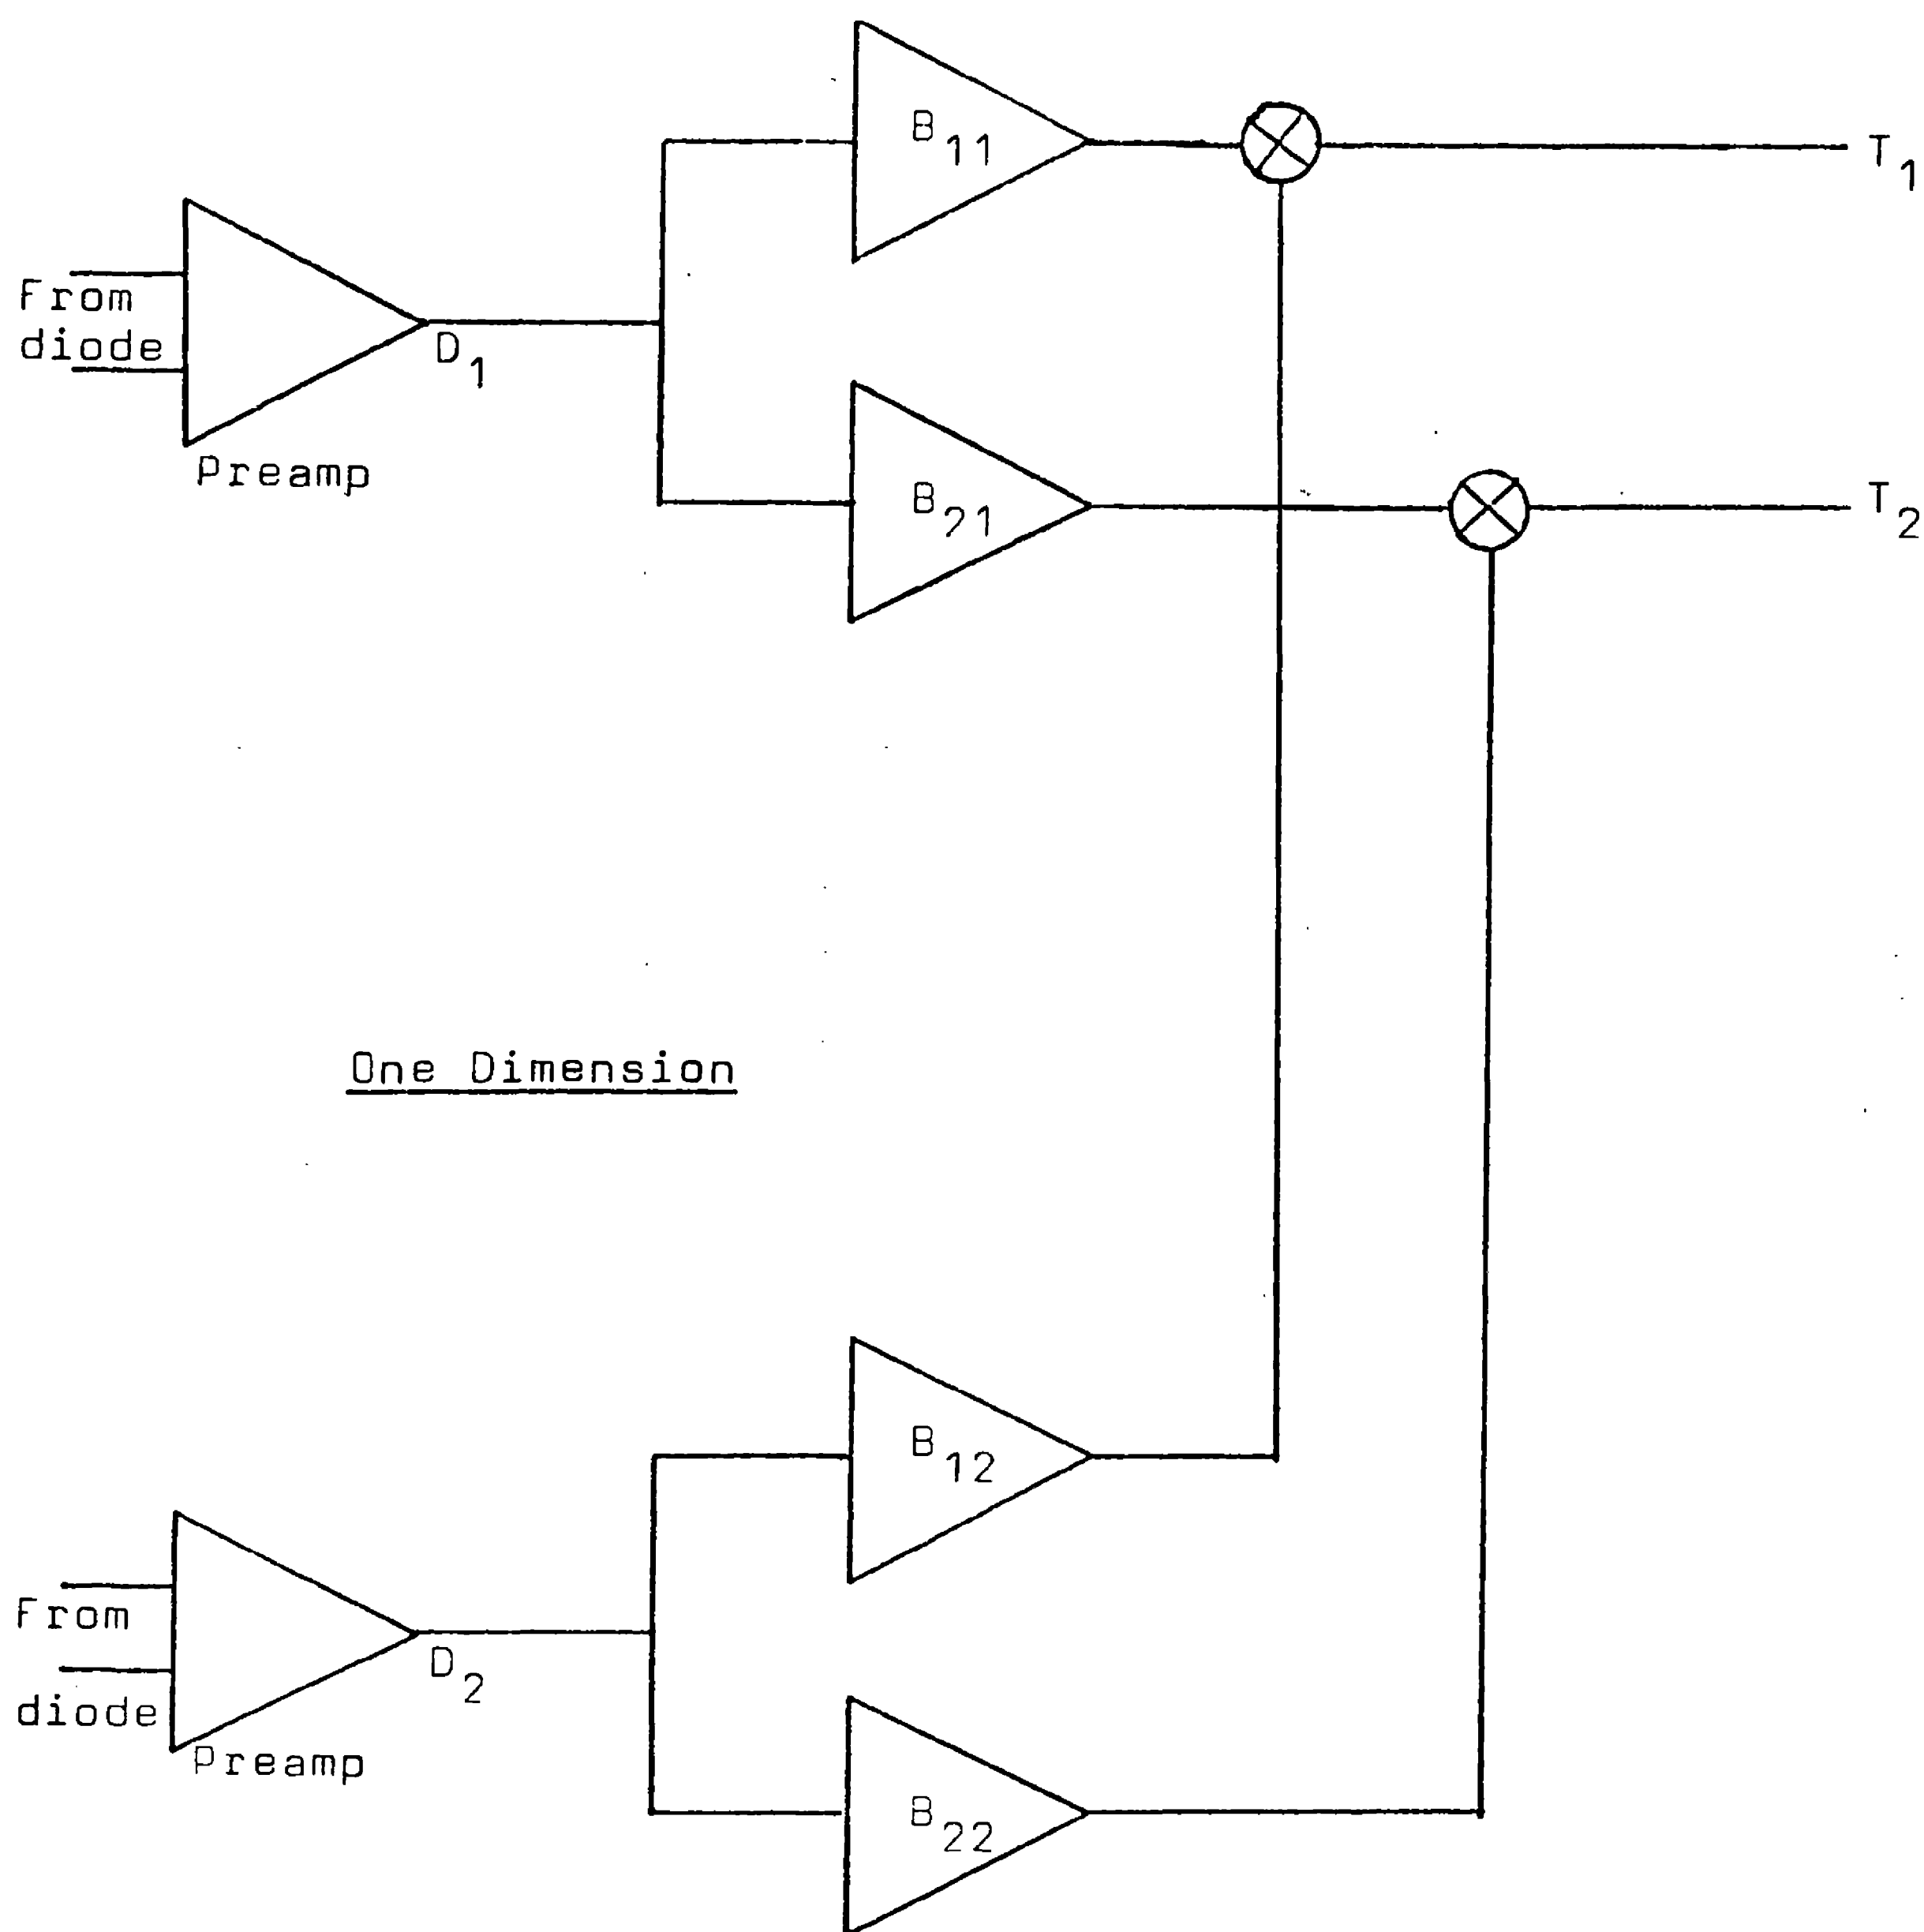 B11
T1
From
diode
D1
Preamp
B21
T2
One Dimension
B12
From
diode
D2
Preamp
B22